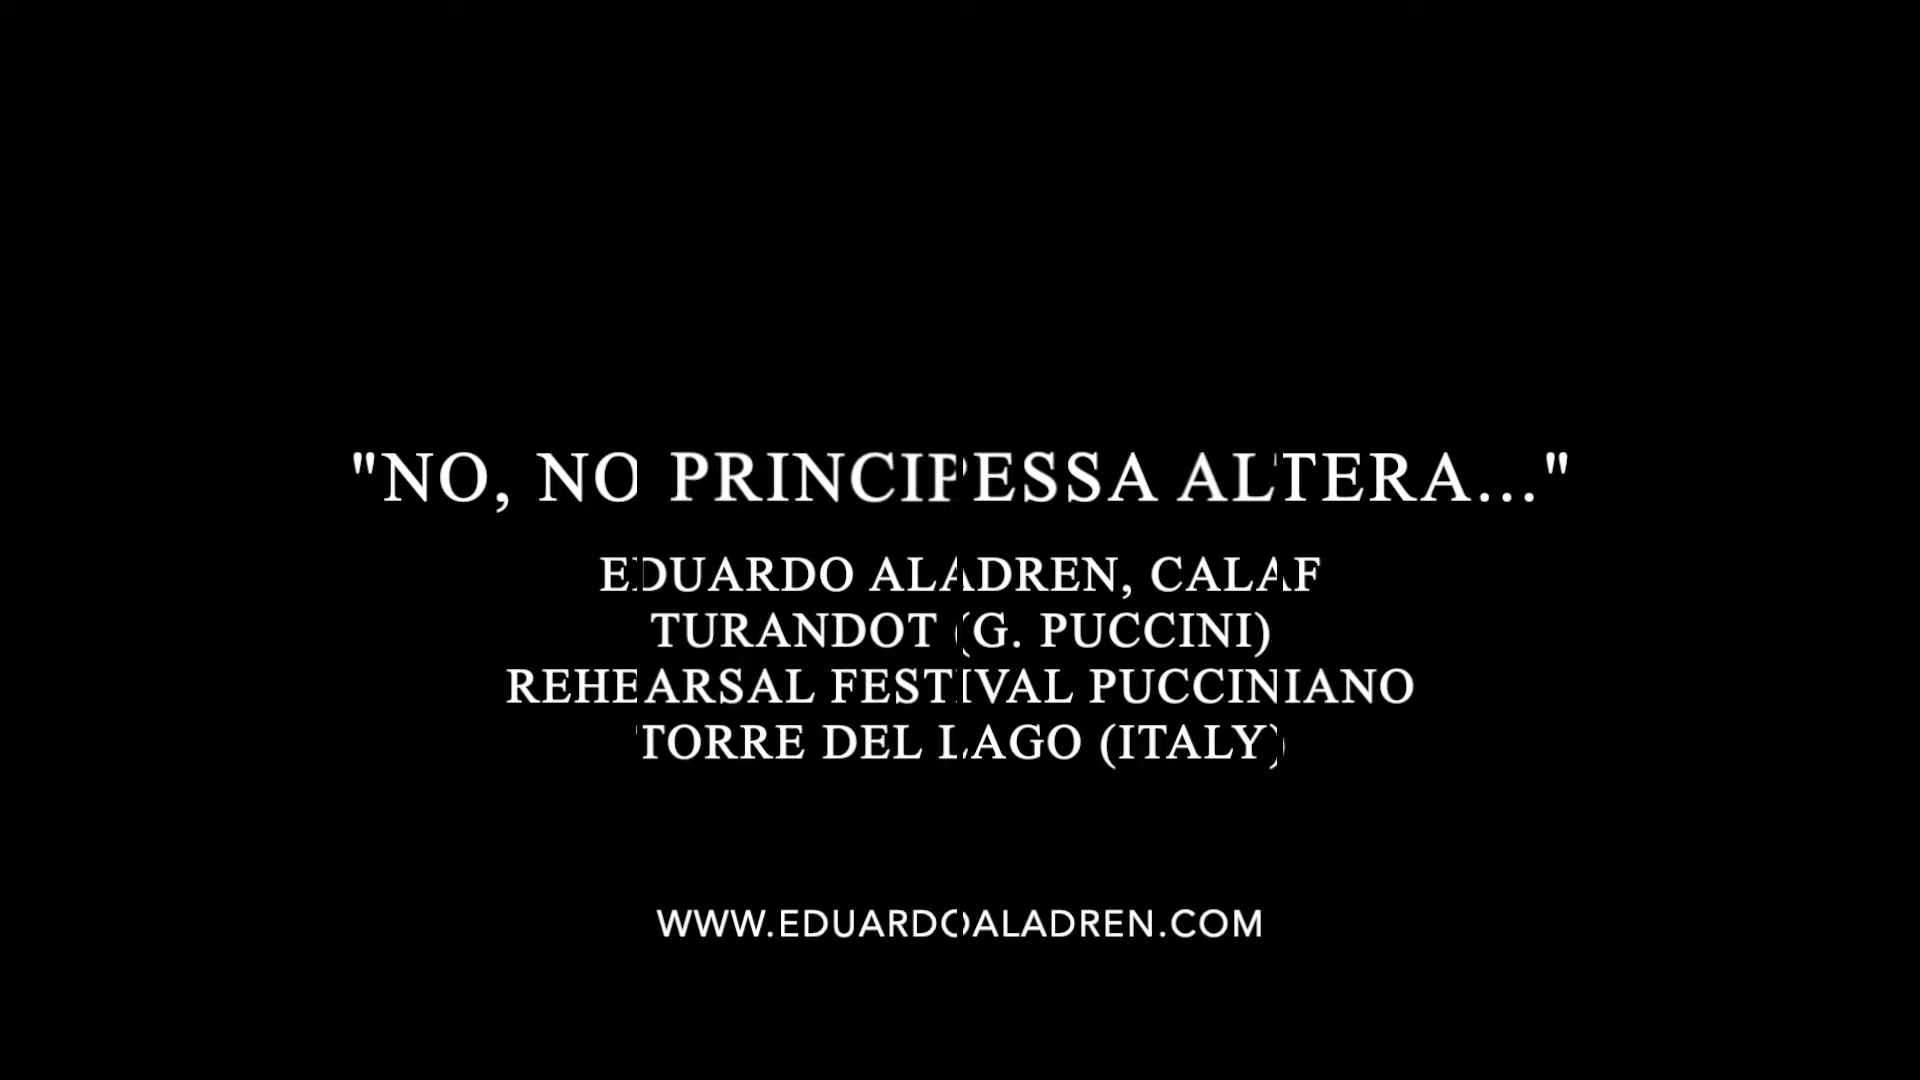 "NO, NO PRINCIPESSA ALTERA..."
EDUARDO ALADREN, CALAF
TURANDOT (G. PUCCINI)
REHEARSAL FESTIVAL PUCCINIANO
TORRE DEL LAGO (ITALY)
WWW.EDUARDOALADREN.COM